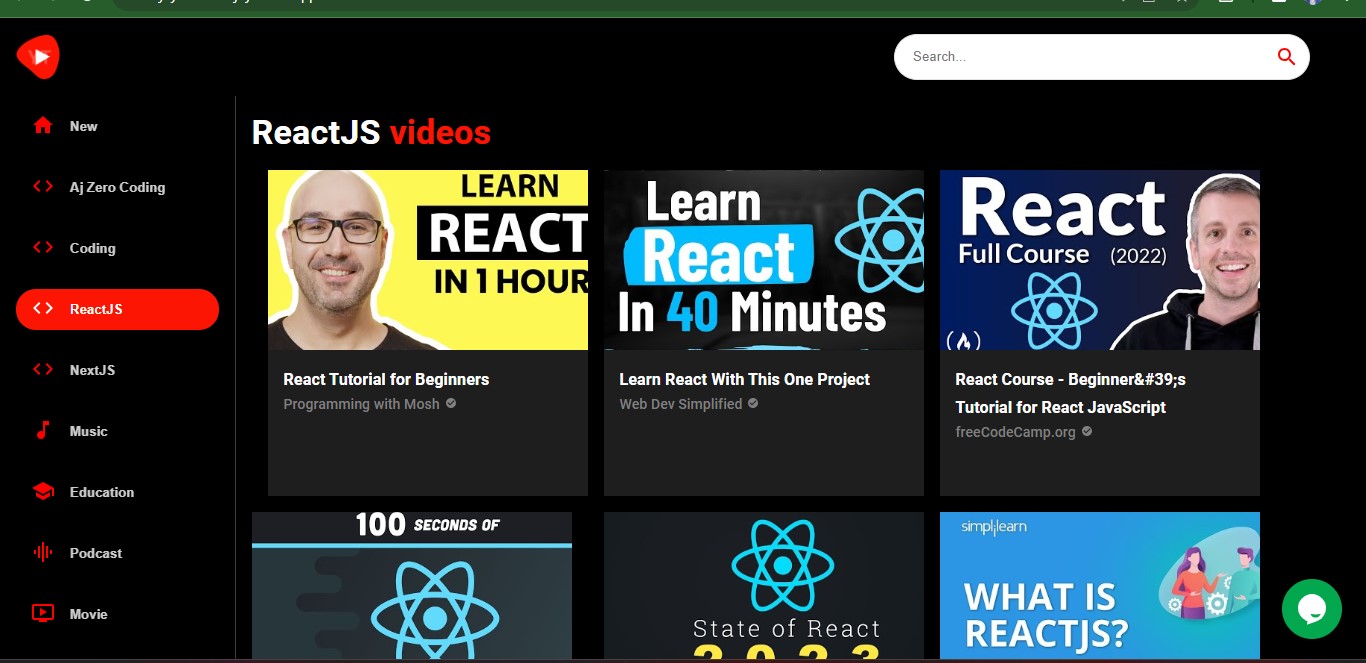 Search...
New
Aj Zero Coding
Coding
ReactJS
NextJS
Music
Education
Podcast
Movie
ReactJS videos
LEARN
REACT
IN 1 HOUR
React Tutorial for Beginners
Programming with Mosh
Learn
React
In 40 Minutes
Learn React With This One Project
Web Dev Simplified
React
Full Course (2022)
React Course - Beginner&#39;s
Tutorial for React JavaScript
freeCodeCamp.org
100 SECONDS OF
State of React
2023
simplilearn
WHAT IS
REACTJS?